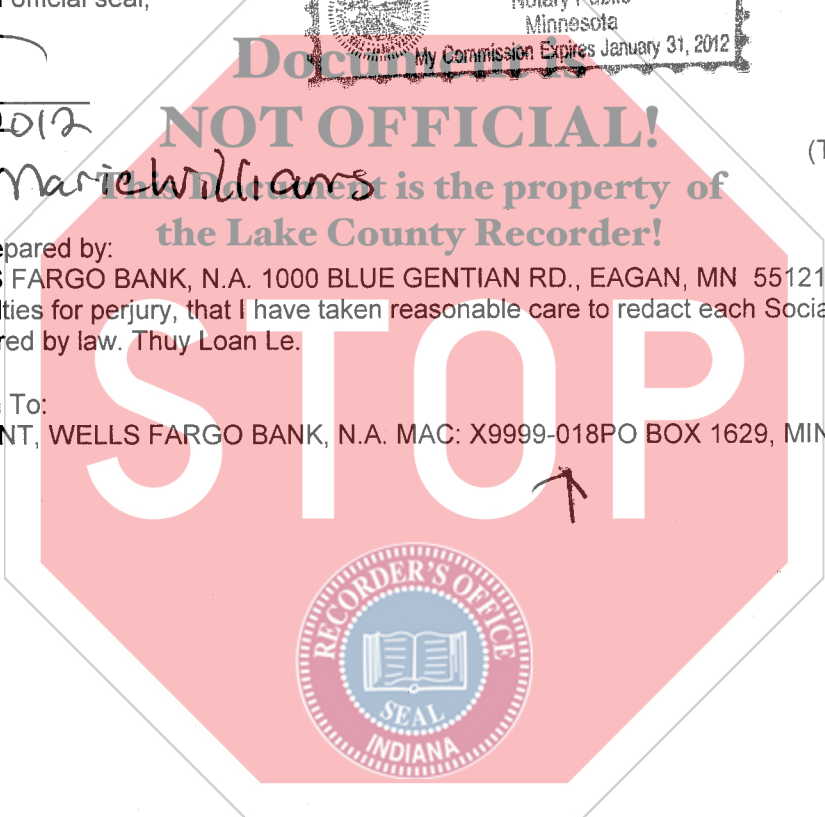 official seal,
Notary Public
Minnesota
My Commission Expires January 31, 2012
Document is
NOT OFFICIAL!
2012
Marie Williams
This Document is the property of
the Lake County Recorder!
epared by:
S FARGO BANK, N.A. 1000 BLUE GENTIAN RD., EAGAN, MN 55121
lties for perjury, that I have taken reasonable care to redact each Socia
red by law. Thuy Loan Le.
To:
NT, WELLS FARGO BANK, N.A. MAC: X9999-018PO BOX 1629, MIN
STOP
RECORDER'S OFFICE
SEAL
INDIANA
(T